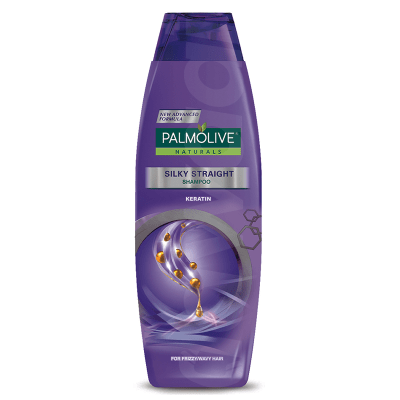 NEW ADVANCED
FORMULA
PALMOLIVE
NATURALS
SILKY STRAIGHT
SHAMPOO
KERATIN
FOR FRIZZY/WAVY HAIR